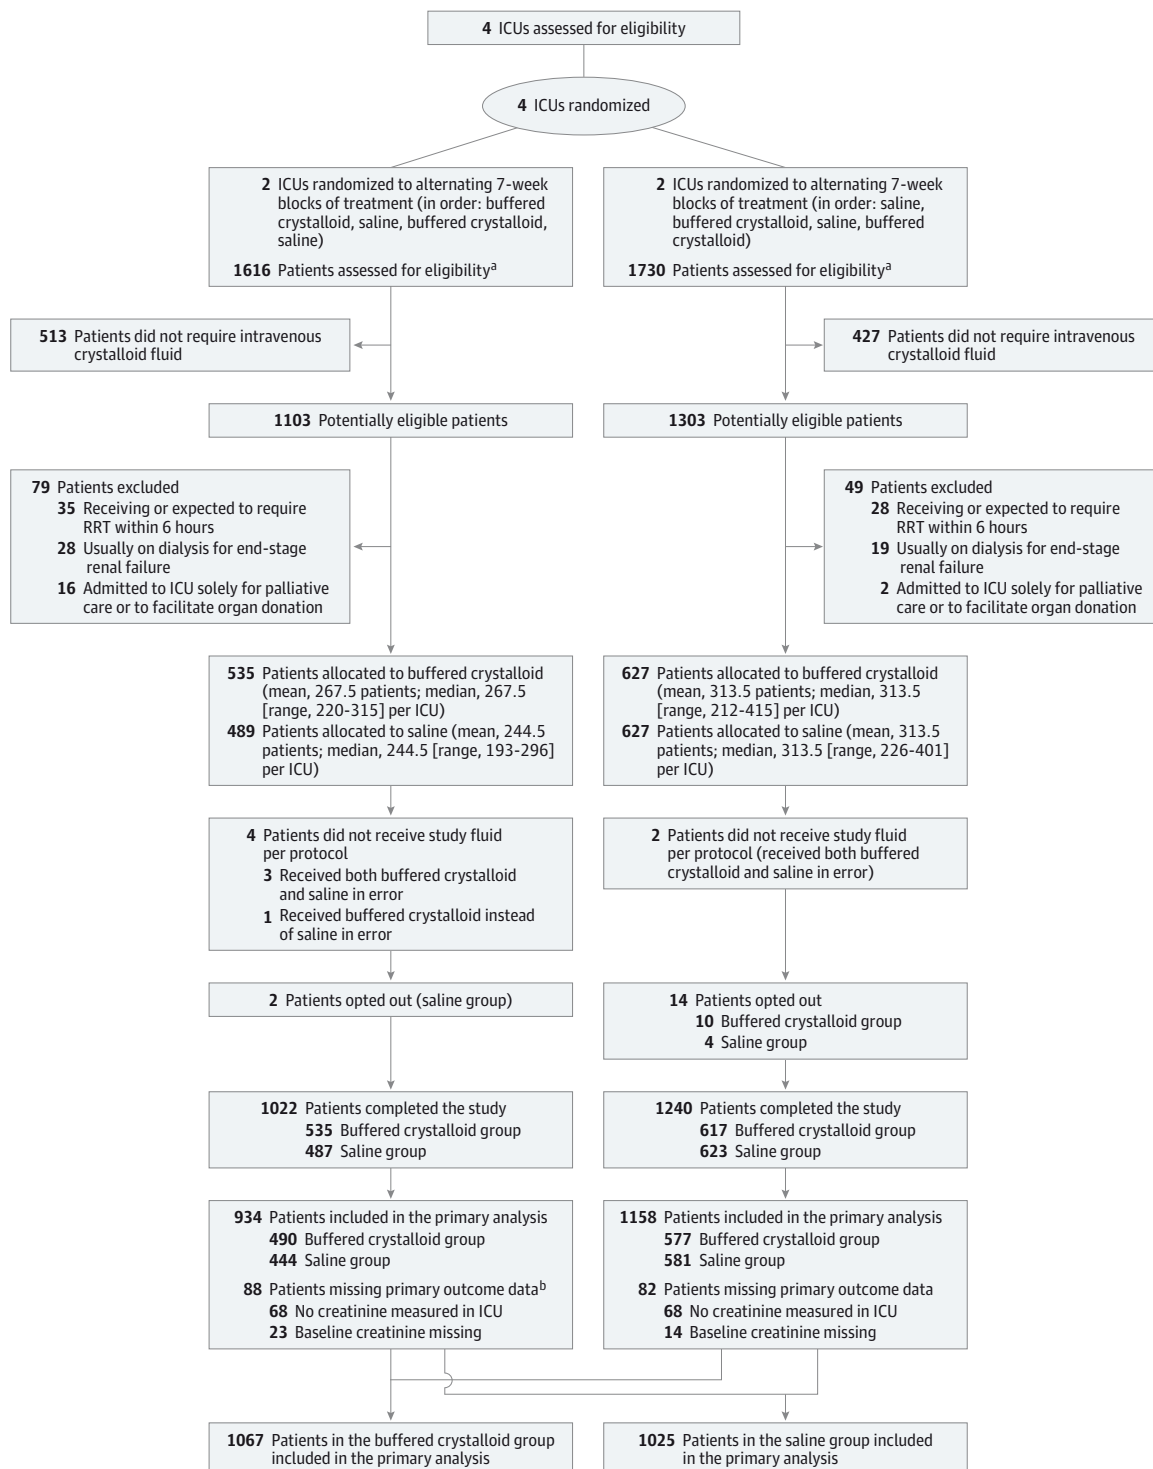 4 ICUs assessed for eligibility
4 ICUs randomized
2 ICUs randomized to alternating 7-week
blocks of treatment (in order: buffered
crystalloid, saline, buffered crystalloid,
saline)
1616 Patients assessed for eligibilitya
2 ICUs randomized to alternating 7-week
blocks of treatment (in order: saline,
buffered crystalloid, saline, buffered
crystalloid)
1730 Patients assessed for eligibilitya
513 Patients did not require intravenous
crystalloid fluid
427 Patients did not require intravenous
crystalloid fluid
1103 Potentially eligible patients
1303 Potentially eligible patients
79 Patients excluded
35 Receiving or expected to require
RRT within 6 hours
28 Usually on dialysis for end-stage
renal failure
16 Admitted to ICU solely for palliative
care or to facilitate organ donation
49 Patients excluded
28 Receiving or expected to require
RRT within 6 hours
19 Usually on dialysis for end-stage
renal failure
2 Admitted to ICU solely for palliative
care or to facilitate organ donation
535 Patients allocated to buffered crystalloid
(mean, 267.5 patients; median, 267.5
[range, 220-315] per ICU)
489 Patients allocated to saline (mean, 244.5
patients; median, 244.5 [range, 193-296]
per ICU)
627 Patients allocated to buffered crystalloid
(mean, 313.5 patients; median, 313.5
[range, 212-415] per ICU)
627 Patients allocated to saline (mean, 313.5
patients; median, 313.5 [range, 226-401]
per ICU)
4 Patients did not receive study fluid
per protocol
3 Received both buffered crystalloid
and saline in error
1 Received buffered crystalloid instead
of saline in error
2 Patients did not receive study fluid
per protocol (received both buffered
crystalloid and saline in error)
2 Patients opted out (saline group)
14 Patients opted out
10 Buffered crystalloid group
4 Saline group
1022 Patients completed the study
535 Buffered crystalloid group
487 Saline group
1240 Patients completed the study
617 Buffered crystalloid group
623 Saline group
934 Patients included in the primary analysis
490 Buffered crystalloid group
444 Saline group
88 Patients missing primary outcome datab
68 No creatinine measured in ICU
23 Baseline creatinine missing
1158 Patients included in the primary analysis
577 Buffered crystalloid group
581 Saline group
82 Patients missing primary outcome data
68 No creatinine measured in ICU
14 Baseline creatinine missing
1067 Patients in the buffered crystalloid group
included in the primary analysis
1025 Patients in the saline group included
in the primary analysis